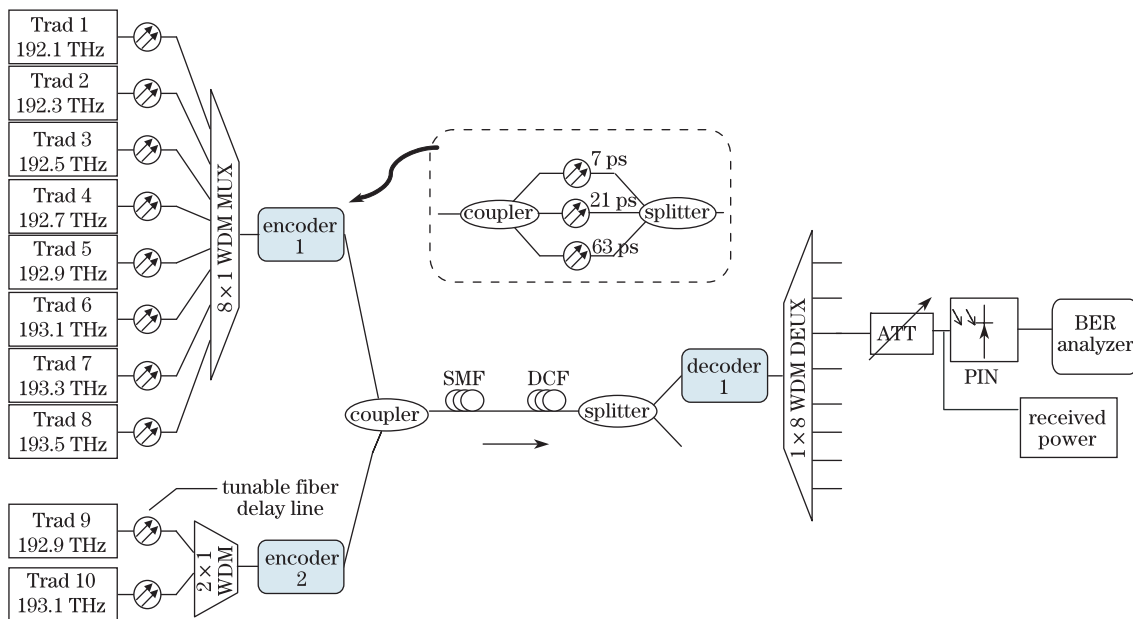 Trad 1
192.1 THz
Trad 2
192.3 THz
Trad 3
192.5 THz
Trad 4
192.7 THz
Trad 5
192.9 THz
Trad 6
193.1 THz
Trad 7
193.3 THz
Trad 8
193.5 THz
8×1 WDM MUX
encoder
1
7 ps
coupler
21 ps
splitter
63 ps
coupler
SMF
DCF
splitter
decoder
1
1×8 WDM DEUX
ATT
PIN
BER
analyzer
received
power
tunable fiber
delay line
Trad 9
192.9 THz
Trad 10
193.1 THz
2×1
WDM
encoder
2